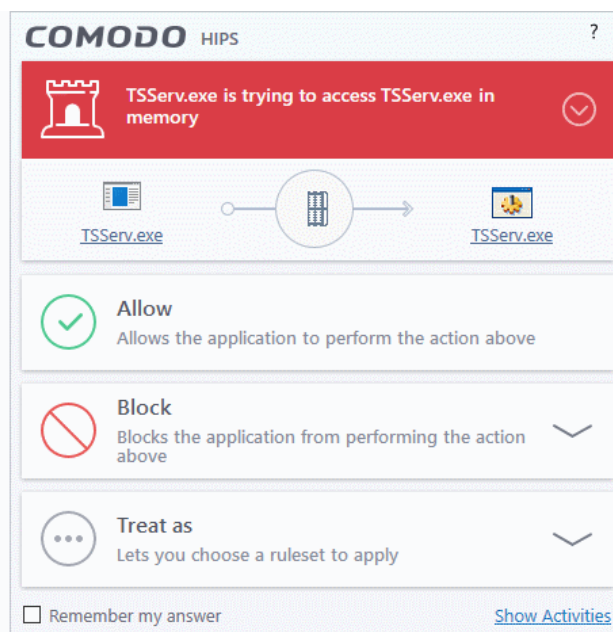 COMODO HIPS ?
TSServ.exe is trying to access TSServ.exe in
memory
TSServ.exe TSServ.exe
Allow
Allows the application to perform the action above
Block
Blocks the application from performing the action
above
Treat as
Lets you choose a ruleset to apply
Remember my answer Show Activities